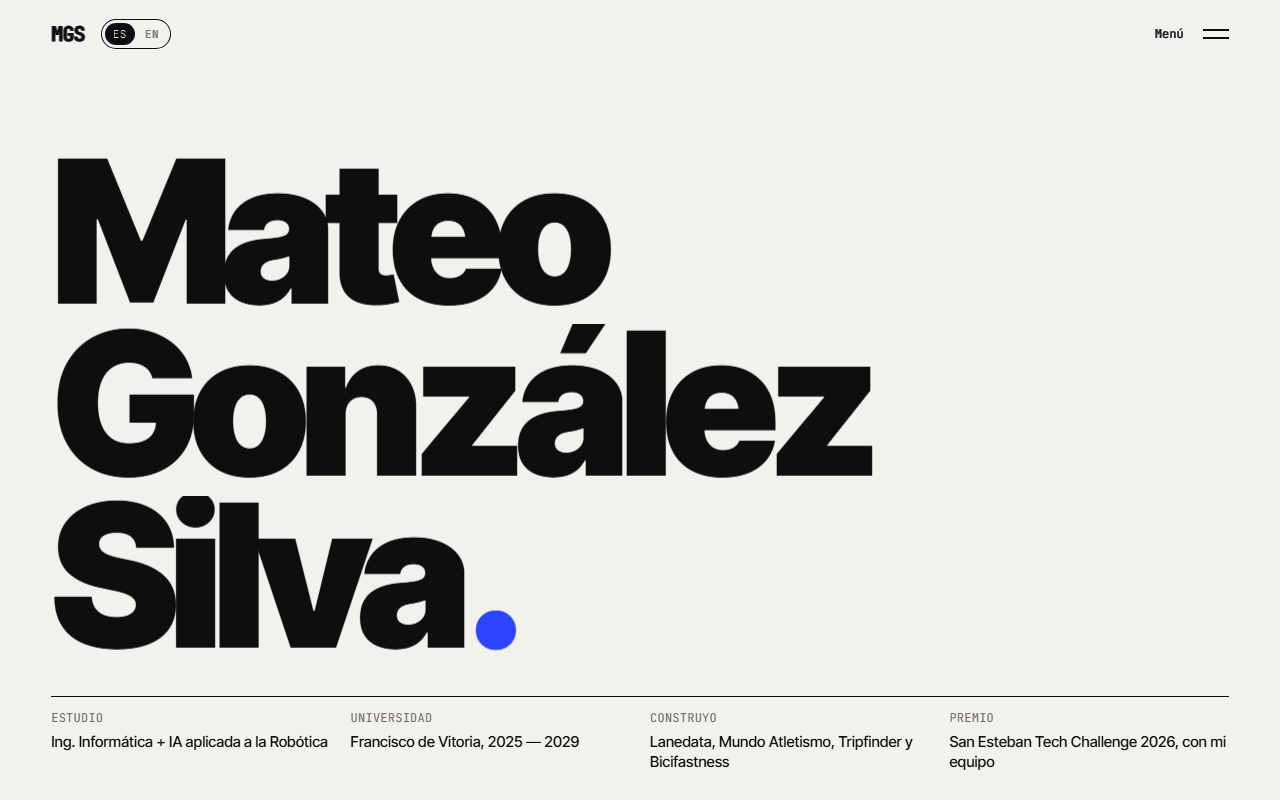 MGS
ES EN
Menú
Mateo
González
Silva.
ESTUDIO
Ing. Informática + IA aplicada a la Robótica
UNIVERSIDAD
Francisco de Vitoria, 2025 — 2029
CONSTRUYO
Lanedata, Mundo Atletismo, Tripfinder y
Bicifastness
PREMIO
San Esteban Tech Challenge 2026, con mi
equipo